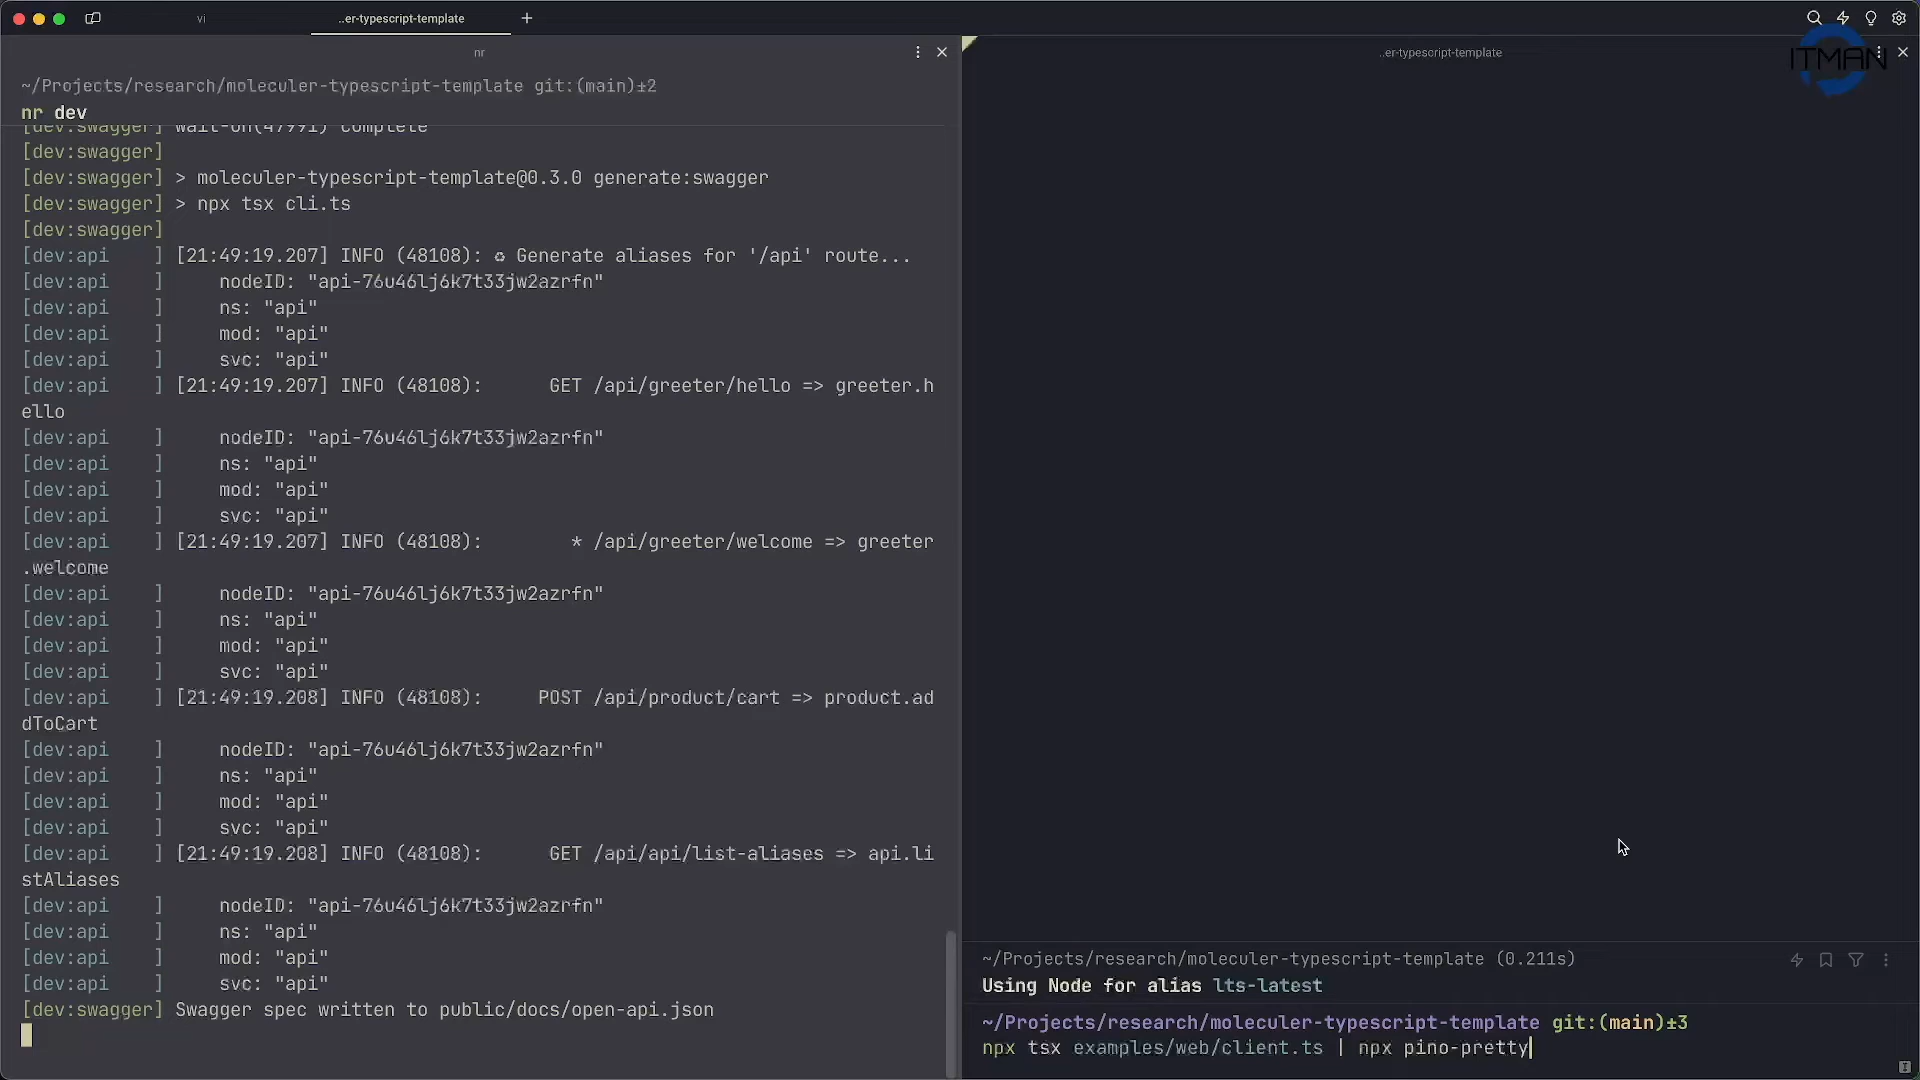 vi
..er-typescript-template
nr
~/Projects/research/moleculer-typescript-template git:(main)±2
nr dev
[dev:swagger] wait-on(47991) complete
[dev:swagger]
[dev:swagger] > moleculer-typescript-template@0.3.0 generate:swagger
[dev:swagger] > npx tsx cli.ts
[dev:swagger]
[dev:api    ] [21:49:19.207] INFO (48108): ♻ Generate aliases for '/api' route...
[dev:api    ]     nodeID: "api-76u46lj6k7t33jw2azrfn"
[dev:api    ]     ns: "api"
[dev:api    ]     mod: "api"
[dev:api    ]     svc: "api"
[dev:api    ] [21:49:19.207] INFO (48108):      GET /api/greeter/hello => greeter.h
ello
[dev:api    ]     nodeID: "api-76u46lj6k7t33jw2azrfn"
[dev:api    ]     ns: "api"
[dev:api    ]     mod: "api"
[dev:api    ]     svc: "api"
[dev:api    ] [21:49:19.207] INFO (48108):        * /api/greeter/welcome => greeter
.welcome
[dev:api    ]     nodeID: "api-76u46lj6k7t33jw2azrfn"
[dev:api    ]     ns: "api"
[dev:api    ]     mod: "api"
[dev:api    ]     svc: "api"
[dev:api    ] [21:49:19.208] INFO (48108):     POST /api/product/cart => product.ad
dToCart
[dev:api    ]     nodeID: "api-76u46lj6k7t33jw2azrfn"
[dev:api    ]     ns: "api"
[dev:api    ]     mod: "api"
[dev:api    ]     svc: "api"
[dev:api    ] [21:49:19.208] INFO (48108):      GET /api/api/list-aliases => api.li
stAliases
[dev:api    ]     nodeID: "api-76u46lj6k7t33jw2azrfn"
[dev:api    ]     ns: "api"
[dev:api    ]     mod: "api"
[dev:api    ]     svc: "api"
[dev:swagger] Swagger spec written to public/docs/open-api.json
..er-typescript-template
ITMAN
~/Projects/research/moleculer-typescript-template (0.211s)
Using Node for alias lts-latest
~/Projects/research/moleculer-typescript-template git:(main)±3
npx tsx examples/web/client.ts | npx pino-pretty